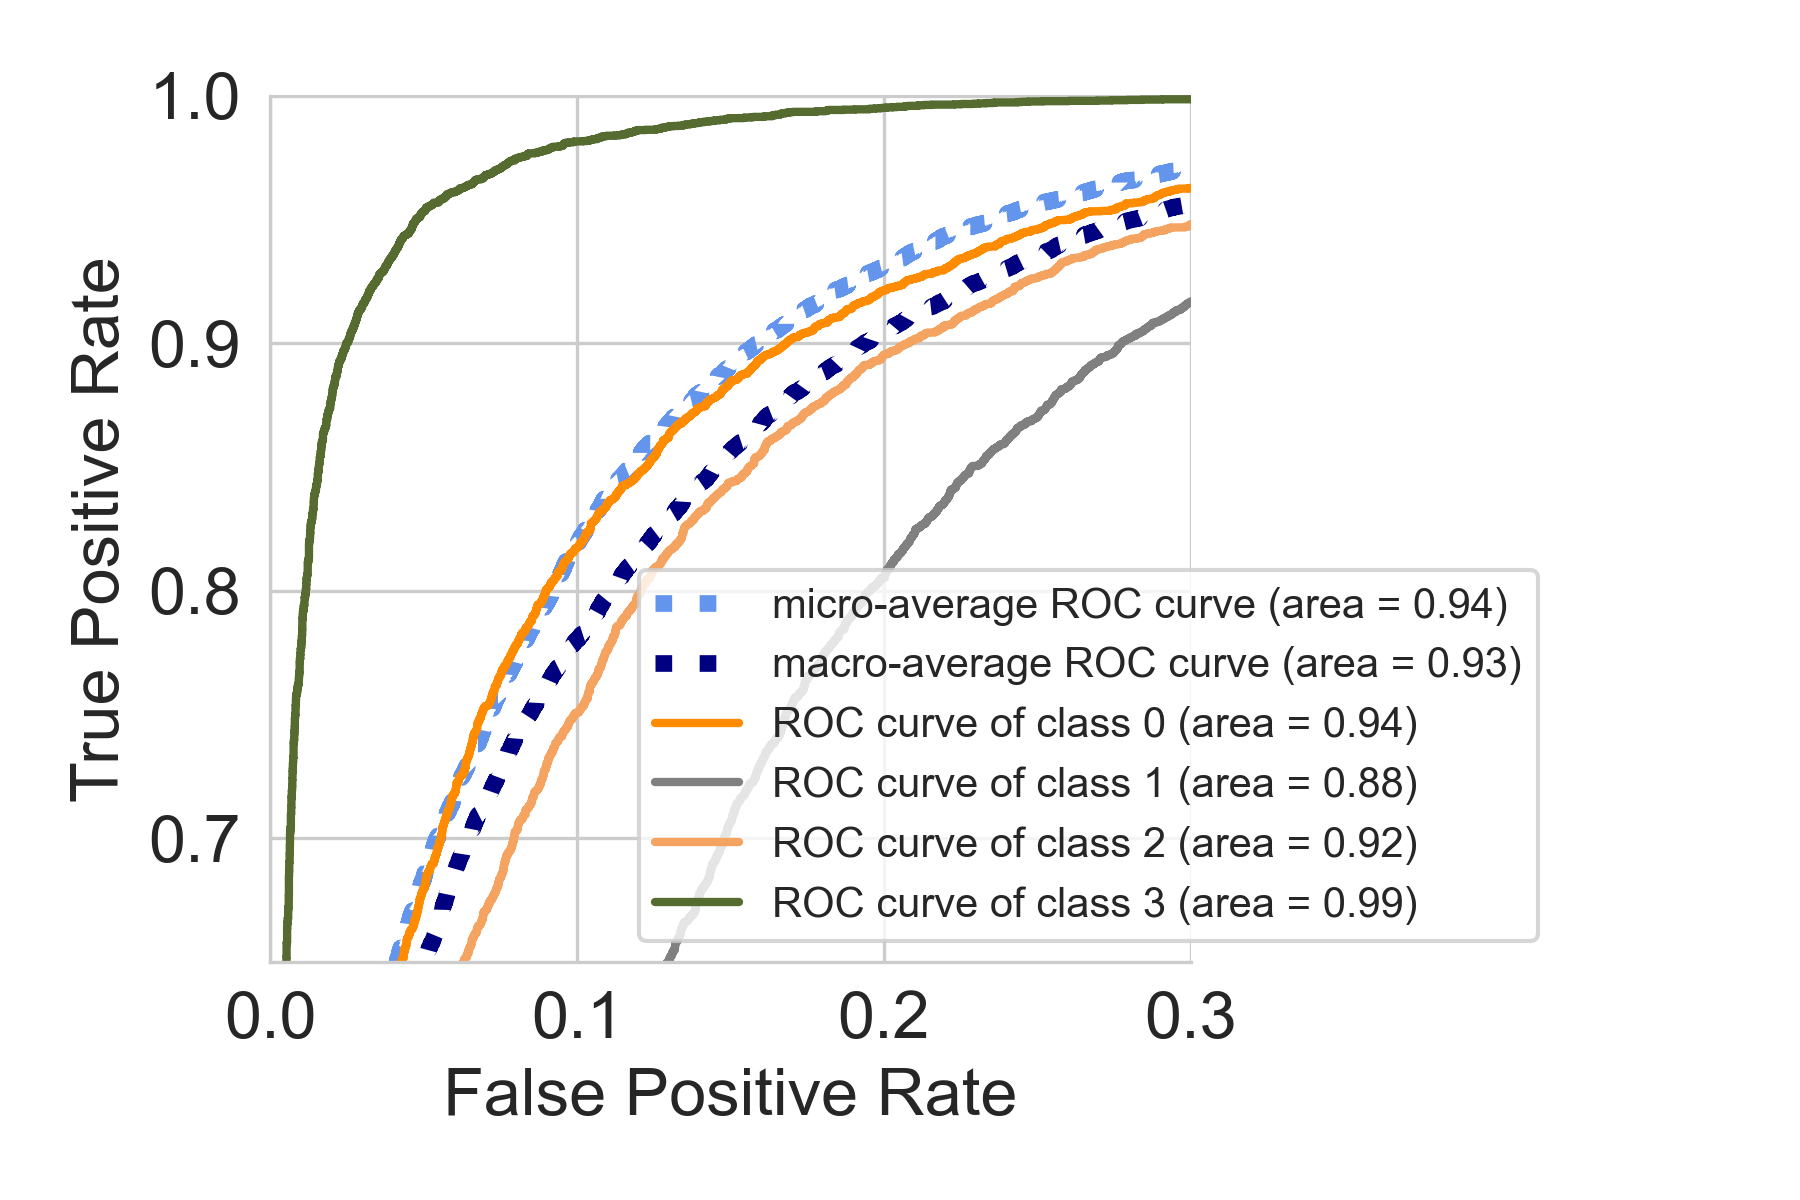 1.0
0.9
0.8
0.7
True Positive Rate
0.0 0.1 0.2 0.3
False Positive Rate
micro-average ROC curve (area = 0.94)
macro-average ROC curve (area = 0.93)
ROC curve of class 0 (area = 0.94)
ROC curve of class 1 (area = 0.88)
ROC curve of class 2 (area = 0.92)
ROC curve of class 3 (area = 0.99)